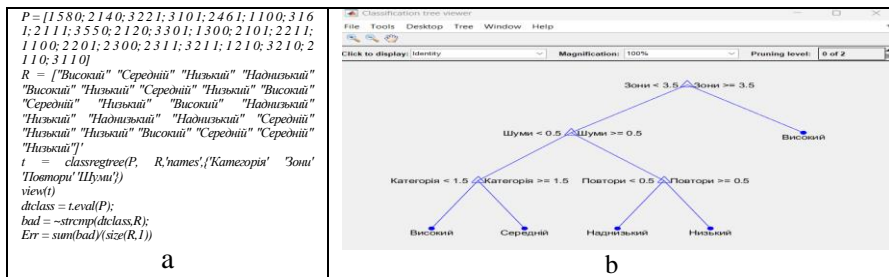 P = [1 5 8 0; 2 1 4 0; 3 2 2 1; 3 1 0 1; 2 4 6 1; 1 1 0 0; 3 1 6
1; 2 1 1 1; 3 5 5 0; 2 1 2 0; 3 3 0 1; 1 3 0 0; 2 1 0 1; 2 2 1 1;
1 1 0 0; 2 2 0 1; 2 3 0 0; 2 3 1 1; 3 2 1 1; 1 2 1 0; 3 2 1 0; 2
1 1 0; 3 1 1 0]
R = ["Високий" "Середній" "Низький" "Наднизький"
"Високий" "Низький" "Середній" "Низький" "Високий"
"Середній" "Низький" "Високий" "Наднизький"
"Низький" "Наднизький" "Наднизький" "Середній"
"Низький" "Низький" "Високий" "Середній" "Середній"
"Низький"]'
t = classregtree(P, R,'names',{'Категорія' 'Зони'
'Повтори' 'Шуми'})
view(t)
dtclass = t.eval(P);
bad = ~strcmp(dtclass,R);
Err = sum(bad)/(size(R,1))
a
Classification tree viewer
File Tools Desktop Tree Window Help
Click to display: Identity Magnification: 100% Pruning level: 0 of 2
Зони < 3.5 Зони >= 3.5
Шуми < 0.5 Шуми >= 0.5 Високий
Категорія < 1.5 Категорія >= 1.5 Повтори < 0.5 Повтори >= 0.5
Високий Середній Наднизький Низький
b